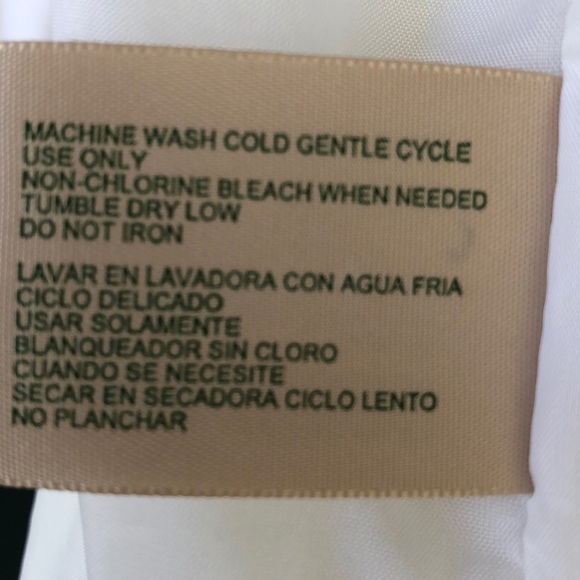 MACHINE WASH COLD GENTLE CYCLE
USE ONLY
NON-CHLORINE BLEACH WHEN NEEDED
TUMBLE DRY LOW
DO NOT IRON
LAVAR EN LAVADORA CON AGUA FRIA
CICLO DELICADO
USAR SOLAMENTE
BLANQUEADOR SIN CLORO
CUANDO SE NECESITE
SECAR EN SECADORA CICLO LENTO
NO PLANCHAR